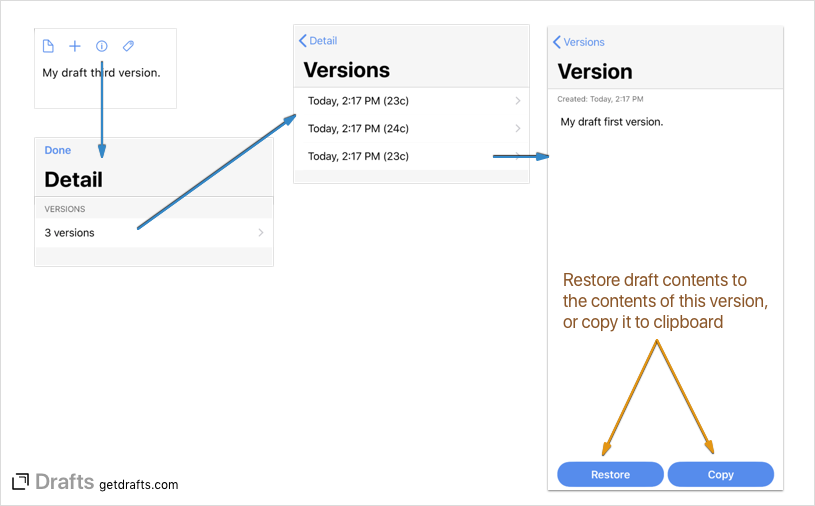 My draft third version.
Done
Detail
VERSIONS
3 versions
Detail
Versions
Today, 2:17 PM (23c)
Today, 2:17 PM (24c)
Today, 2:17 PM (23c)
Versions
Version
Created: Today, 2:17 PM
My draft first version.
Restore draft contents to
the contents of this version,
or copy it to clipboard
Restore
Copy
Drafts getdrafts.com